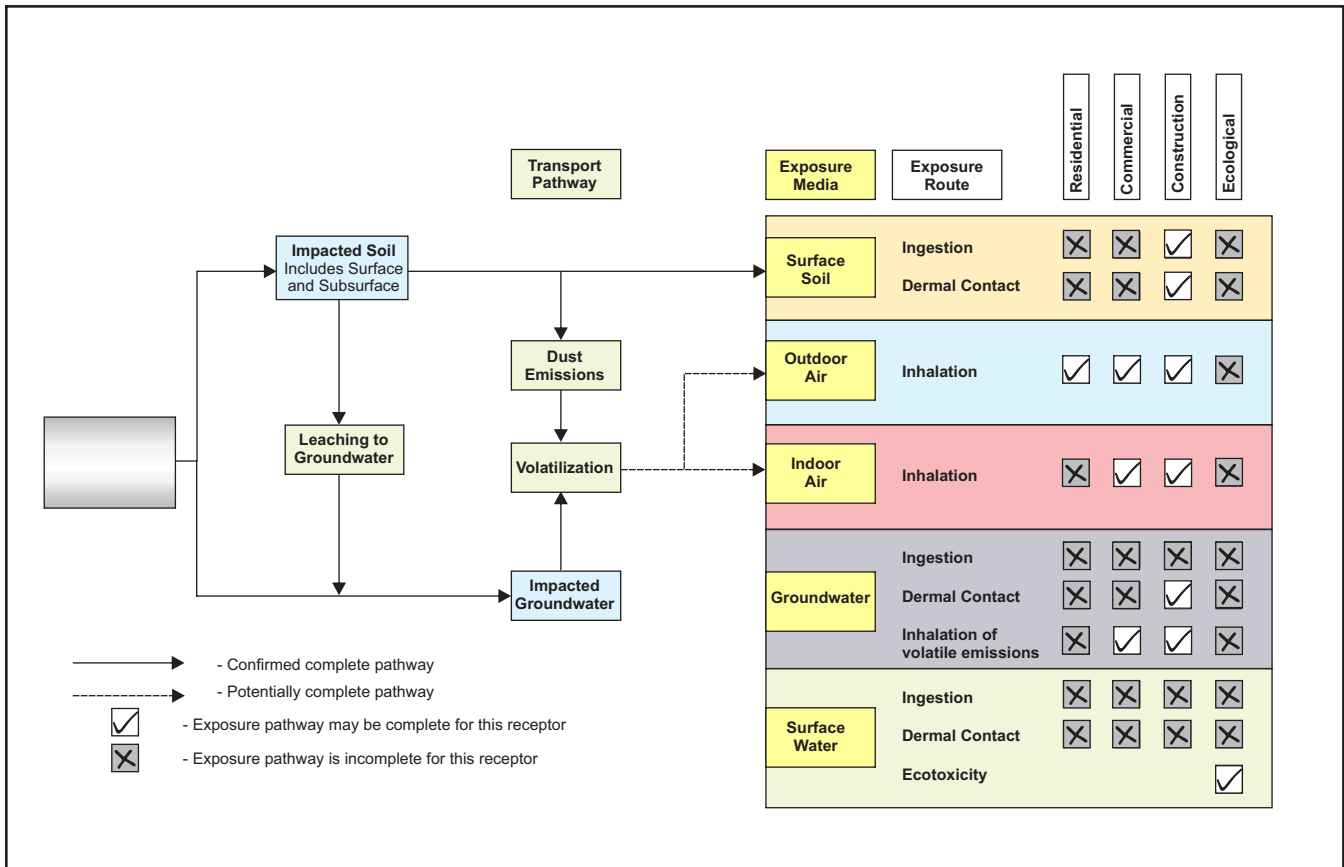 Residential
Commercial
Construction
Ecological
Transport
Pathway
Exposure
Media
Exposure
Route
Impacted Soil
Includes Surface
and Subsurface
Surface
Soil
Ingestion
Dermal Contact
Dust
Emissions
Outdoor
Air
Inhalation
Leaching to
Groundwater
Volatilization
Indoor
Air
Inhalation
Impacted
Groundwater
Groundwater
Ingestion
Dermal Contact
Inhalation of
volatile emissions
Surface
Water
Ingestion
Dermal Contact
Ecotoxicity
- Confirmed complete pathway
- Potentially complete pathway
- Exposure pathway may be complete for this receptor
- Exposure pathway is incomplete for this receptor